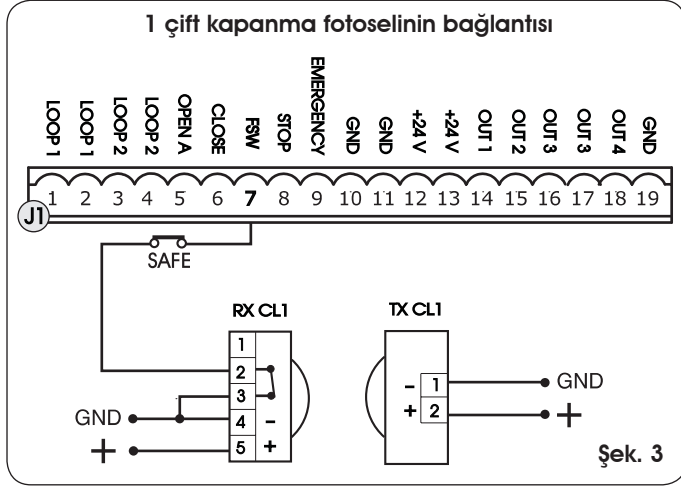 1 çift kapanma fotoselinin bağlantısı
LOOP 1 LOOP 1 LOOP 2 LOOP 2 OPEN A CLOSE FSW STOP EMERGENCY GND GND +24 V +24 V OUT 1 OUT 2 OUT 3 OUT 3 OUT 4 GND
1 2 3 4 5 6 7 8 9 10 11 12 13 14 15 16 17 18 19
J1
SAFE
RX CL1 TX CL1
1
2
3
GND 4 -
+ 5 +
- 1 GND
+ 2 +
Şek. 3